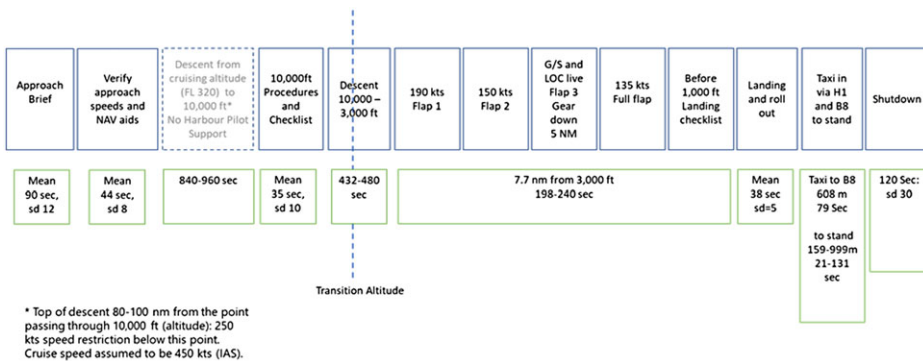 Approach
Brief
Verify
approach
speeds and
NAV aids
Descent from
cruising altitude
(FL 320) to
10,000 ft*
No Harbour Pilot
Support
10,000ft
Procedures
and
Checklist
Descent
10,000 –
3,000 ft
190 kts
Flap 1
150 kts
Flap 2
G/S and
LOC live
Flap 3
Gear
down
5 NM
135 kts
Full flap
Before
1,000 ft
Landing
checklist
Landing
and roll
out
Taxi in
via H1
and B8
to stand
Shutdown
Mean
90 sec,
sd 12
Mean
44 sec,
sd 8
840-960 sec
Mean
35 sec,
sd 10
432-480
sec
7.7 nm from 3,000 ft
198-240 sec
Mean
38 sec
sd=5
Taxi to B8
608 m
79 Sec
to stand
159-999m
21-131
sec
120 Sec:
sd 30
Transition Altitude
* Top of descent 80-100 nm from the point
passing through 10,000 ft (altitude): 250
kts speed restriction below this point.
Cruise speed assumed to be 450 kts (IAS).